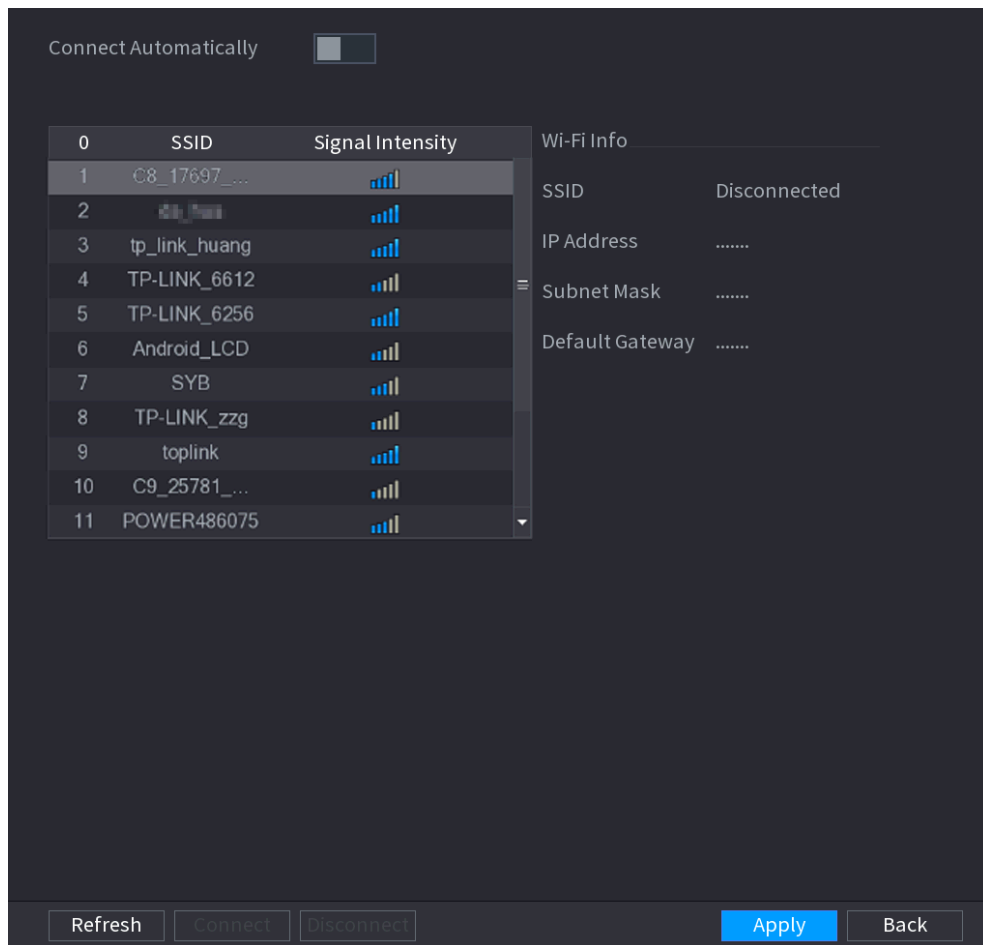 Connect Automatically
0 SSID Signal Intensity
Wi-Fi Info
1 C8_17697_...
SSID Disconnected
2
3 tp_link_huang
IP Address .......
4 TP-LINK_6612
Subnet Mask .......
5 TP-LINK_6256
6 Android_LCD
Default Gateway .......
7 SYB
8 TP-LINK_zzg
9 toplink
10 C9_25781_...
11 POWER486075
Refresh Connect Disconnect Apply Back